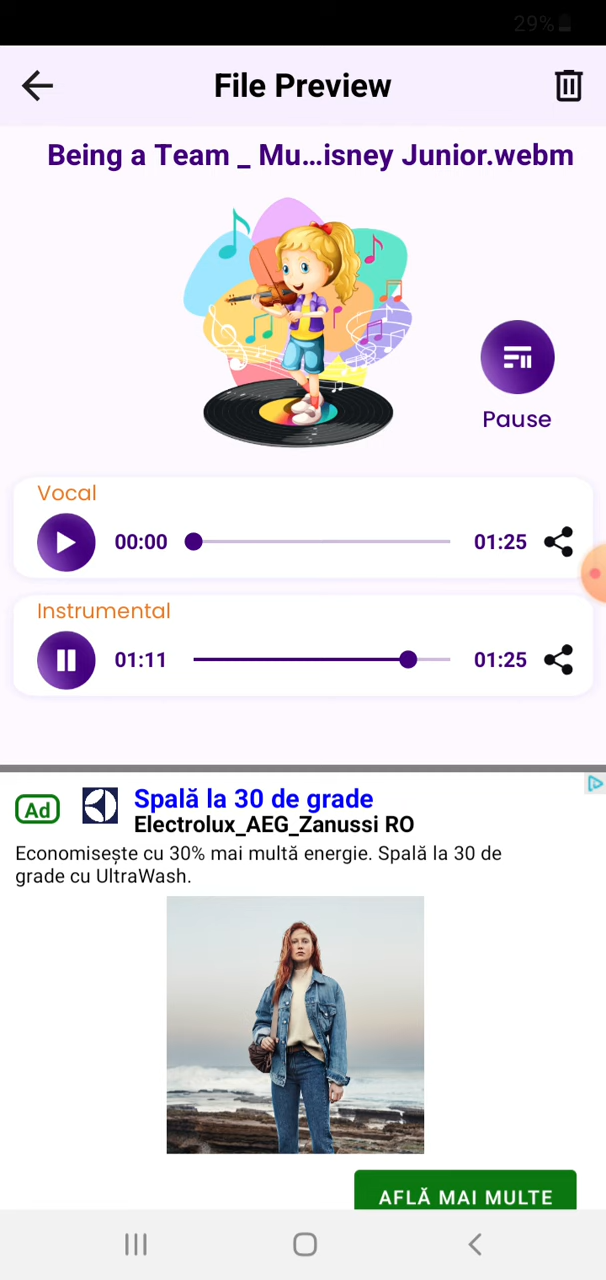 29%
File Preview
Being a Team _ Mu...isney Junior.webm
Pause
Vocal
00:00
01:25
Instrumental
01:11
01:25
Ad
Spală la 30 de grade
Electrolux_AEG_Zanussi RO
Economisește cu 30% mai multă energie. Spală la 30 de
grade cu UltraWash.
AFLĂ MAI MULTE